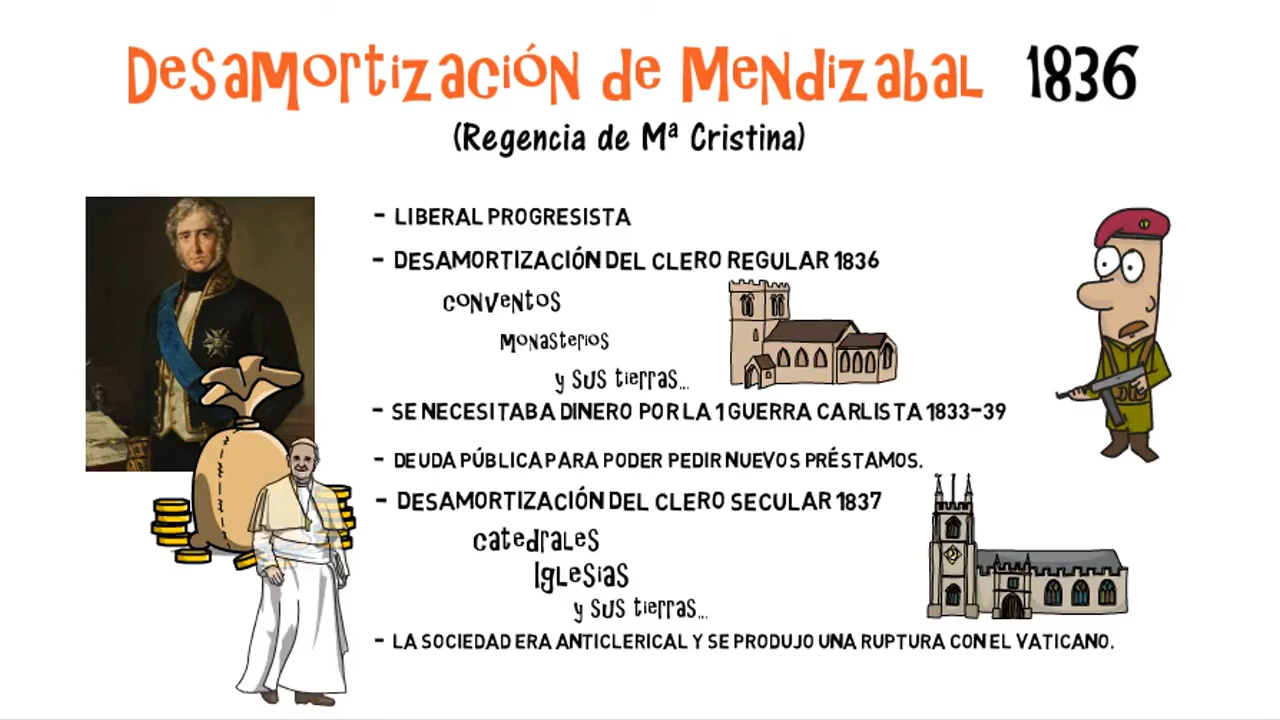 Desamortización de Mendizabal 1836
(Regencia de Mª Cristina)
- LIBERAL PROGRESISTA
- DESAMORTIZACIÓN DEL CLERO REGULAR 1836
Conventos
Monasterios
y sus tierras...
- SE NECESITABA DINERO POR LA 1 GUERRA CARLISTA 1833-39
- DEUDA PÚBLICA PARA PODER PEDIR NUEVOS PRÉSTAMOS.
- DESAMORTIZACIÓN DEL CLERO SECULAR 1837
Catedrales
Iglesias
y sus tierras...
- LA SOCIEDAD ERA ANTICLERICAL Y SE PRODUJO UNA RUPTURA CON EL VATICANO.